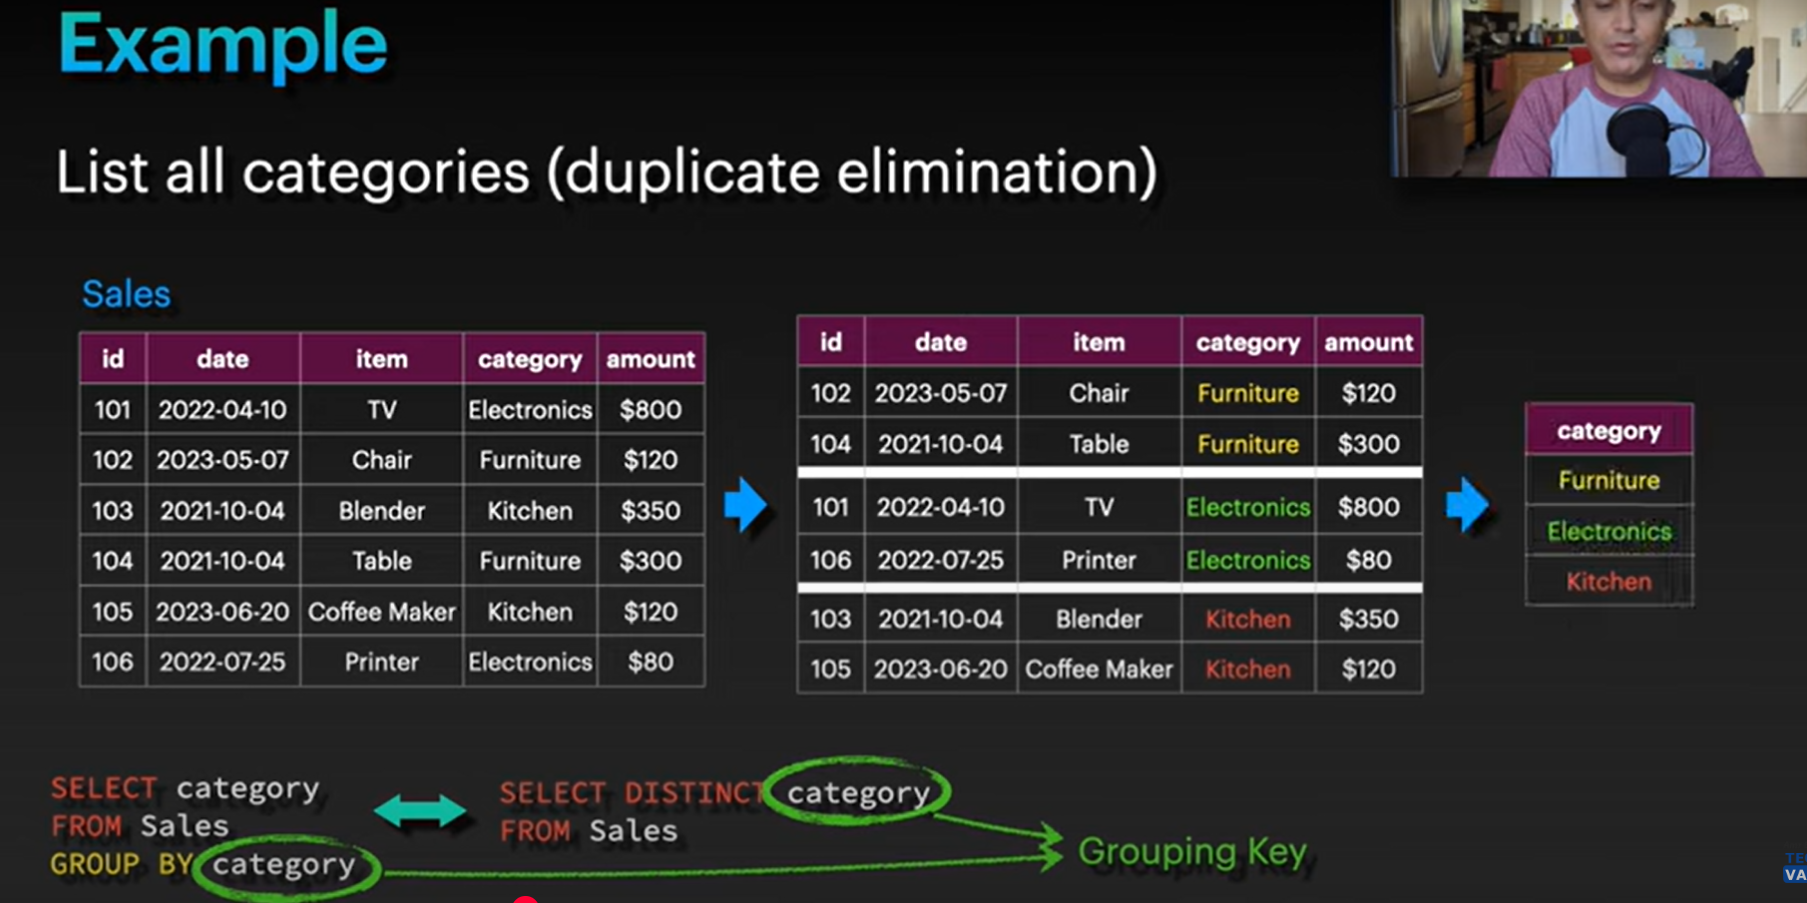 Example
List all categories (duplicate elimination)
Sales
id date item category amount
101 2022-04-10 TV Electronics $800
102 2023-05-07 Chair Furniture $120
103 2021-10-04 Blender Kitchen $350
104 2021-10-04 Table Furniture $300
105 2023-06-20 Coffee Maker Kitchen $120
106 2022-07-25 Printer Electronics $80
id date item category amount
102 2023-05-07 Chair Furniture $120
104 2021-10-04 Table Furniture $300
101 2022-04-10 TV Electronics $800
106 2022-07-25 Printer Electronics $80
103 2021-10-04 Blender Kitchen $350
105 2023-06-20 Coffee Maker Kitchen $120
category
Furniture
Electronics
Kitchen
SELECT category
FROM Sales
GROUP BY category
SELECT DISTINCT category
FROM Sales
Grouping Key
VA